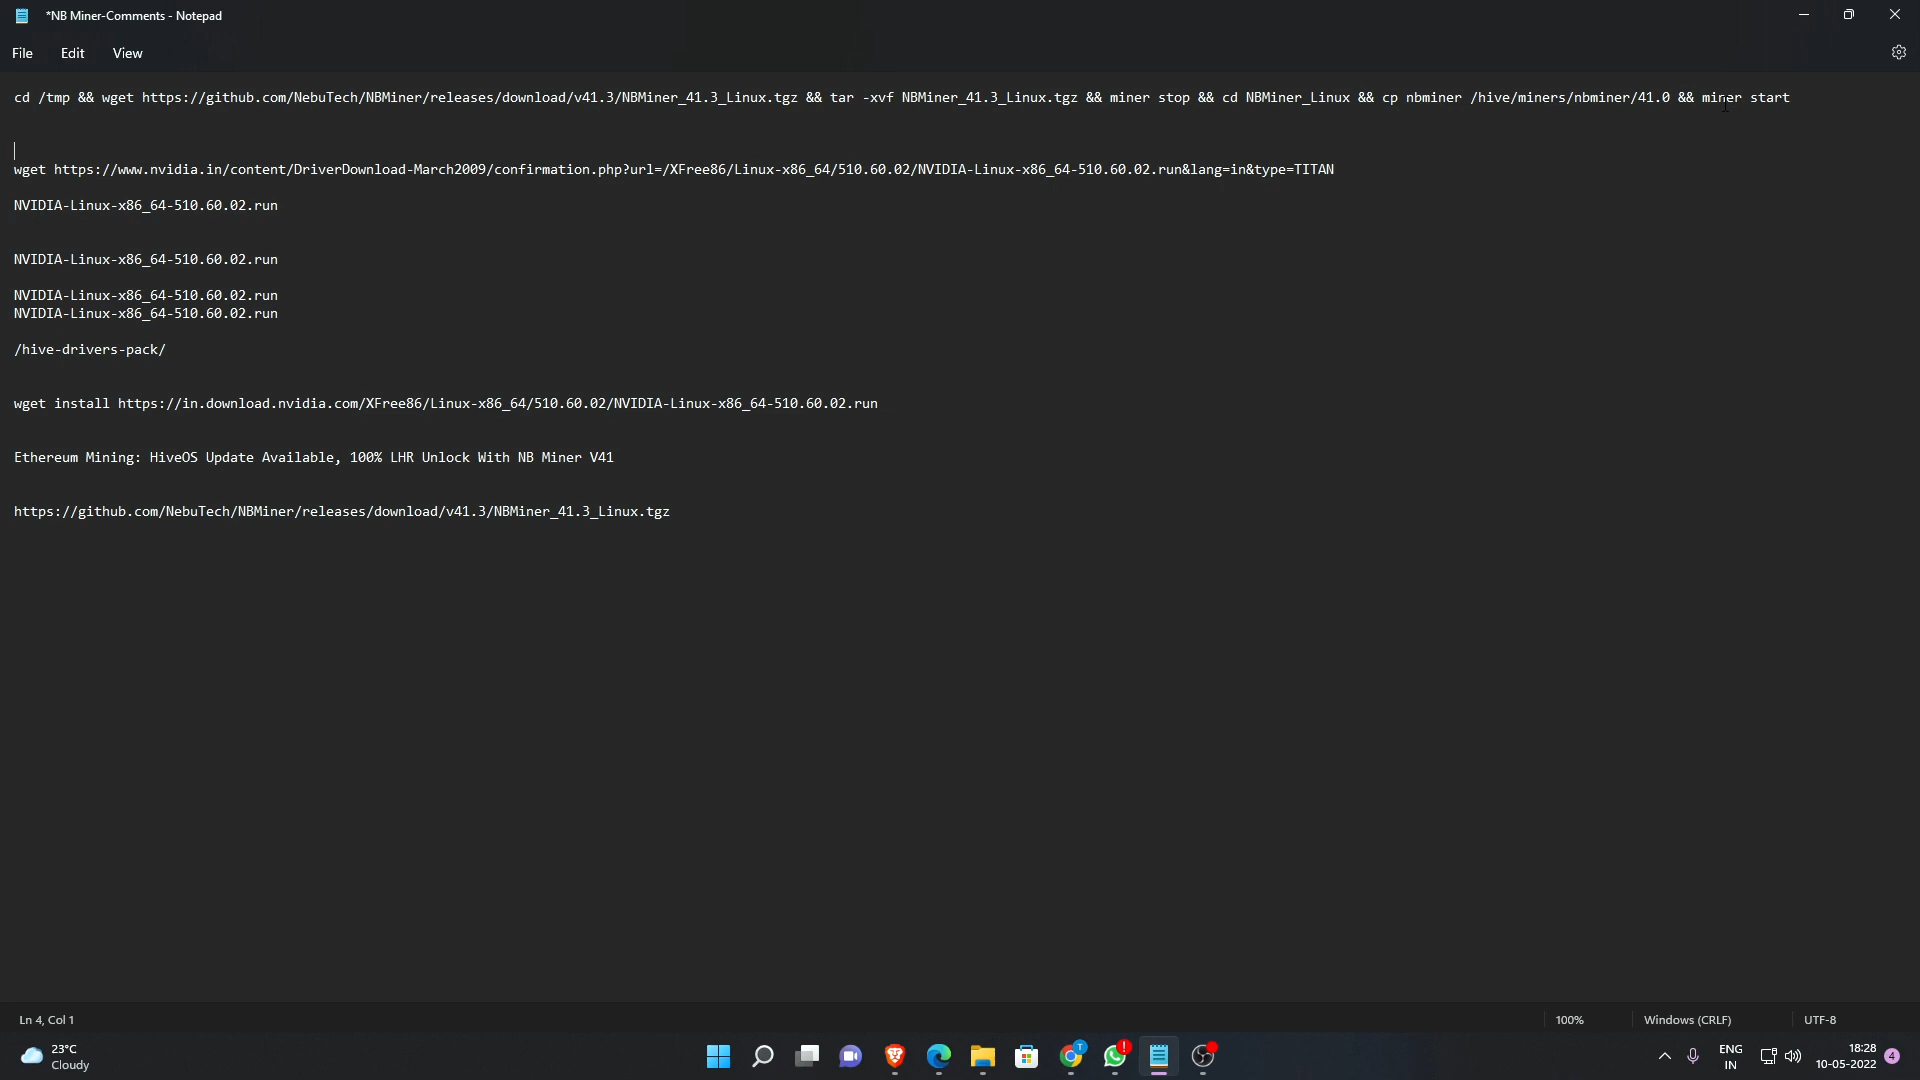 *NB Miner-Comments - Notepad
File Edit View
cd /tmp && wget https://github.com/NebuTech/NBMiner/releases/download/v41.3/NBMiner_41.3_Linux.tgz && tar -xvf NBMiner_41.3_Linux.tgz && miner stop && cd NBMiner_Linux && cp nbminer /hive/miners/nbminer/41.0 && miner start
wget https://www.nvidia.in/content/DriverDownload-March2009/confirmation.php?url=/XFree86/Linux-x86_64/510.60.02/NVIDIA-Linux-x86_64-510.60.02.run&lang=in&type=TITAN
NVIDIA-Linux-x86_64-510.60.02.run
NVIDIA-Linux-x86_64-510.60.02.run
NVIDIA-Linux-x86_64-510.60.02.run
NVIDIA-Linux-x86_64-510.60.02.run
/hive-drivers-pack/
wget install https://in.download.nvidia.com/XFree86/Linux-x86_64/510.60.02/NVIDIA-Linux-x86_64-510.60.02.run
Ethereum Mining: HiveOS Update Available, 100% LHR Unlock With NB Miner V41
https://github.com/NebuTech/NBMiner/releases/download/v41.3/NBMiner_41.3_Linux.tgz
Ln 4, Col 1 100% Windows (CRLF) UTF-8
23°C
Cloudy
T
!
ENG
IN
18:28
10-05-2022
4